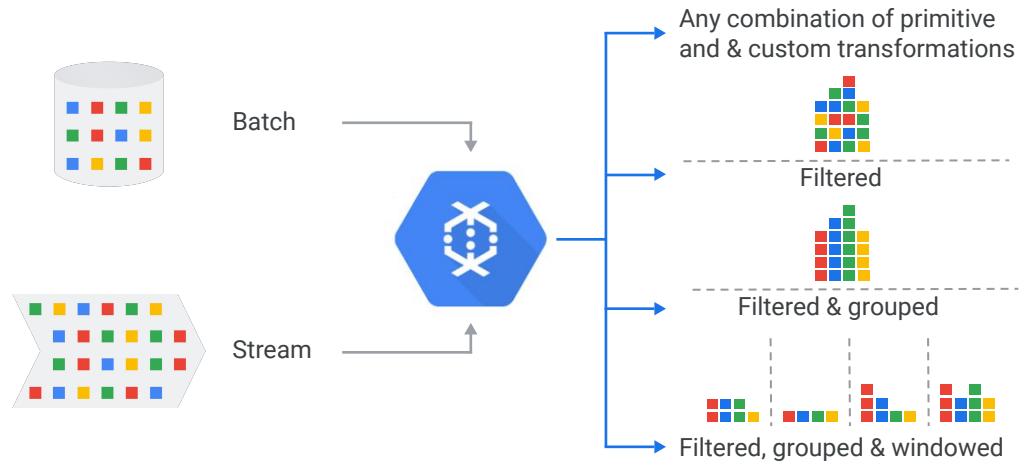 Any combination of primitive
and & custom transformations
Batch
Filtered
Filtered & grouped
Stream
Filtered, grouped & windowed